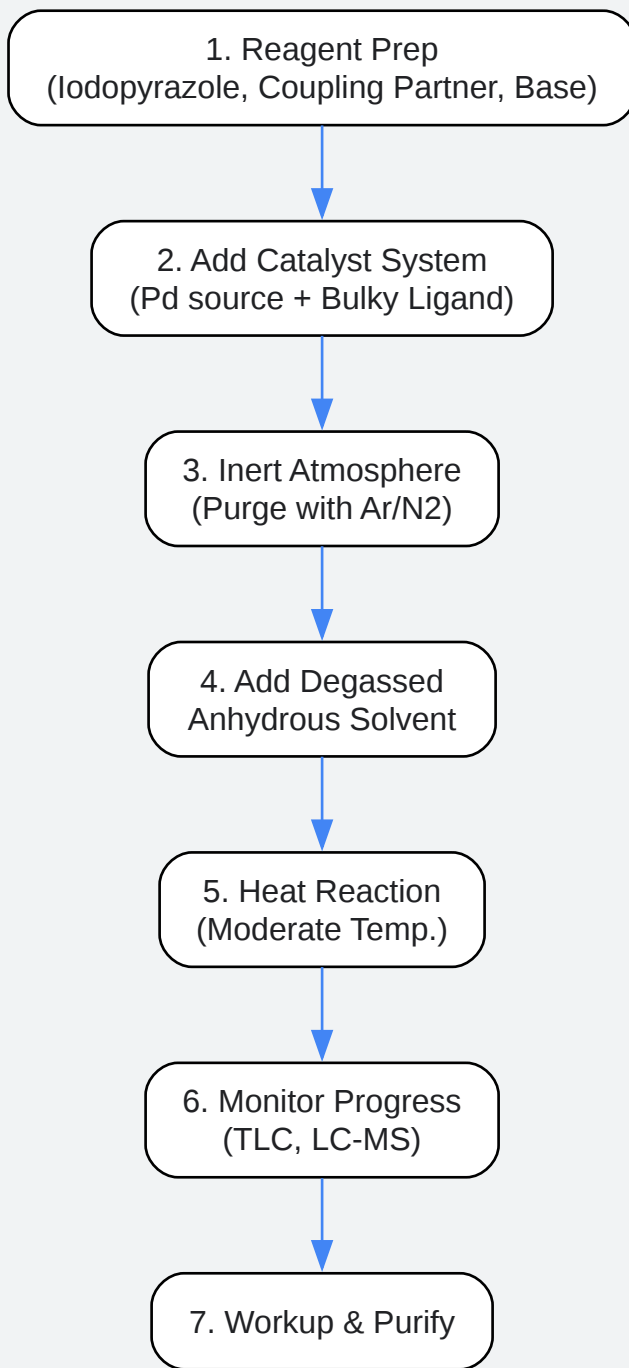 1. Reagent Prep
(Iodopyrazole, Coupling Partner, Base)
2. Add Catalyst System
(Pd source + Bulky Ligand)
3. Inert Atmosphere
(Purge with Ar/N2)
4. Add Degassed
Anhydrous Solvent
5. Heat Reaction
(Moderate Temp.)
6. Monitor Progress
(TLC, LC-MS)
7. Workup & Purify